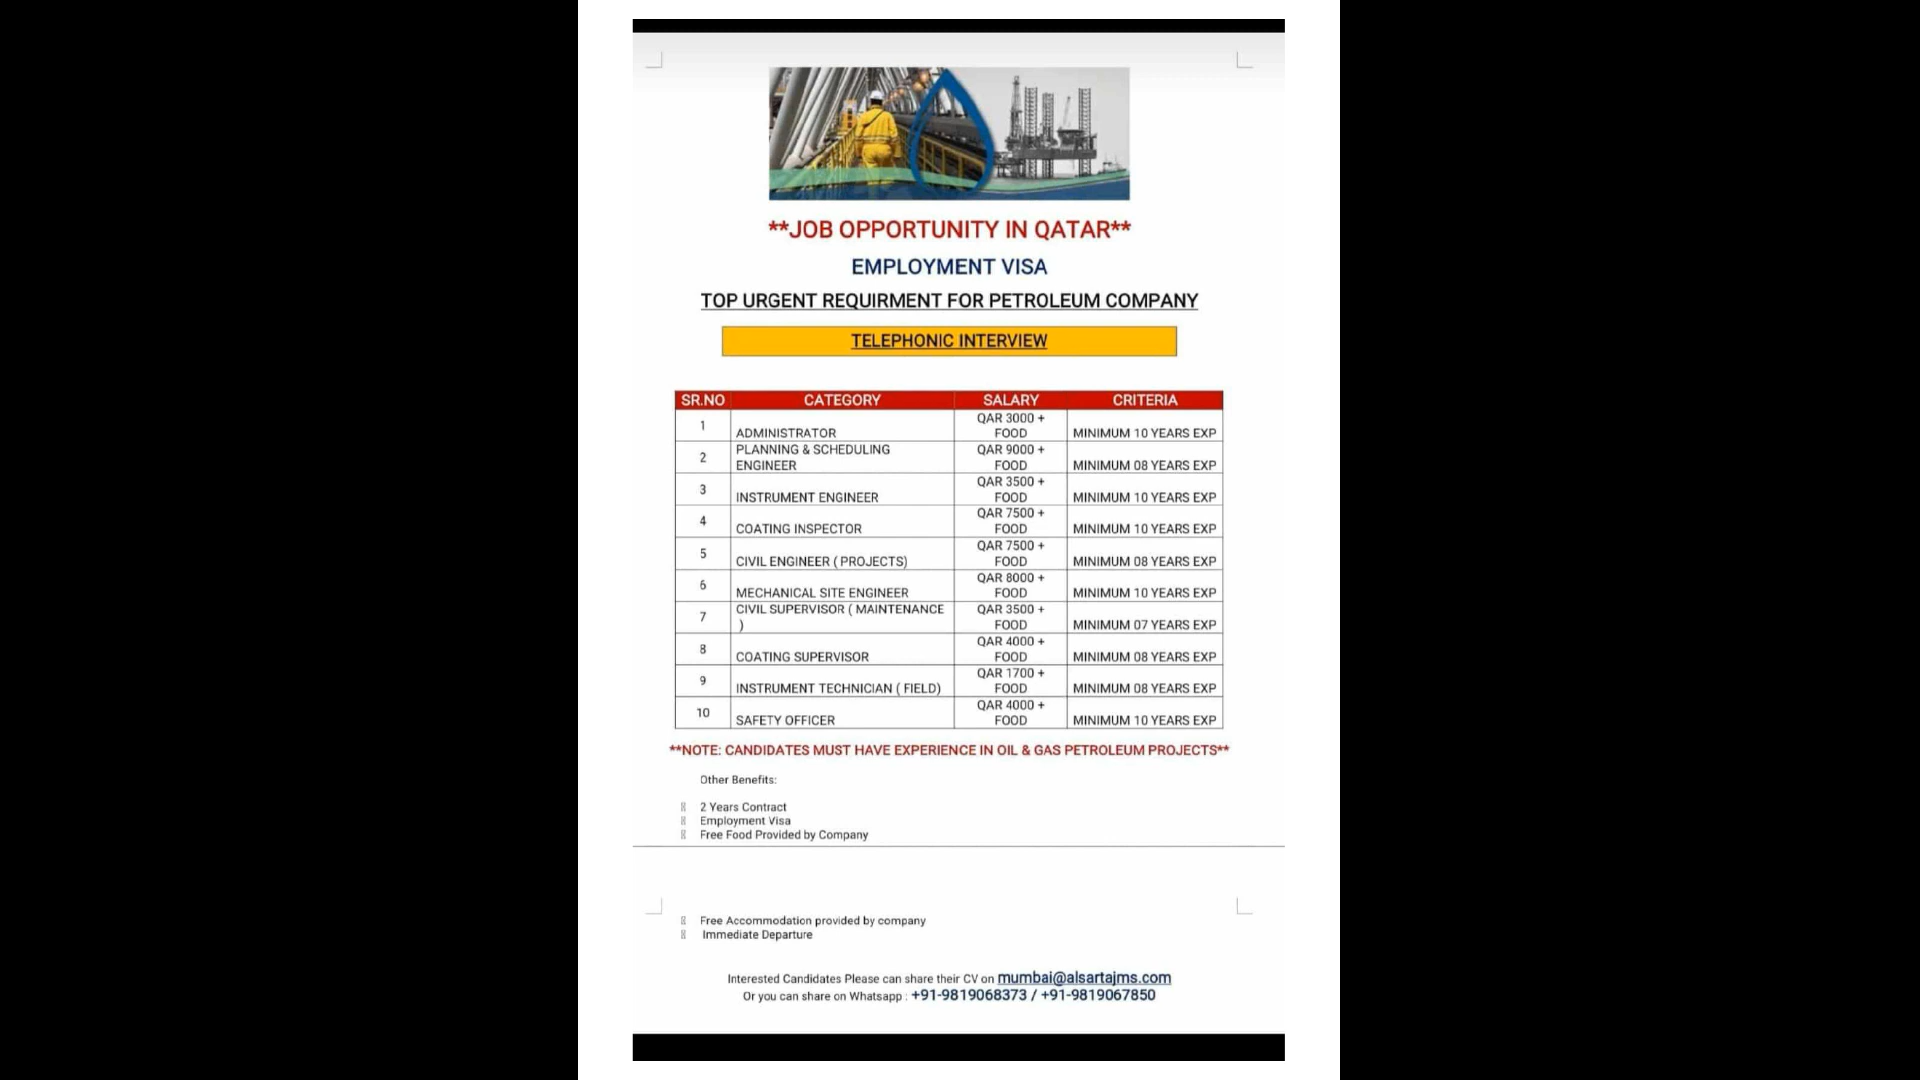 **JOB OPPORTUNITY IN QATAR**
EMPLOYMENT VISA
TOP URGENT REQUIRMENT FOR PETROLEUM COMPANY
TELEPHONIC INTERVIEW
SR.NO CATEGORY SALARY CRITERIA
1 ADMINISTRATOR QAR 3000 + FOOD MINIMUM 10 YEARS EXP
2 PLANNING & SCHEDULING ENGINEER QAR 9000 + FOOD MINIMUM 08 YEARS EXP
3 INSTRUMENT ENGINEER QAR 3500 + FOOD MINIMUM 10 YEARS EXP
4 COATING INSPECTOR QAR 7500 + FOOD MINIMUM 10 YEARS EXP
5 CIVIL ENGINEER ( PROJECTS) QAR 7500 + FOOD MINIMUM 08 YEARS EXP
6 MECHANICAL SITE ENGINEER QAR 8000 + FOOD MINIMUM 10 YEARS EXP
7 CIVIL SUPERVISOR ( MAINTENANCE ) QAR 3500 + FOOD MINIMUM 07 YEARS EXP
8 COATING SUPERVISOR QAR 4000 + FOOD MINIMUM 08 YEARS EXP
9 INSTRUMENT TECHNICIAN ( FIELD) QAR 1700 + FOOD MINIMUM 08 YEARS EXP
10 SAFETY OFFICER QAR 4000 + FOOD MINIMUM 10 YEARS EXP
**NOTE: CANDIDATES MUST HAVE EXPERIENCE IN OIL & GAS PETROLEUM PROJECTS**
Other Benefits:
2 Years Contract
Employment Visa
Free Food Provided by Company
Free Accommodation provided by company
Immediate Departure
Interested Candidates Please can share their CV on mumbai@alsartajms.com
Or you can share on Whatsapp : +91-9819068373 / +91-9819067850